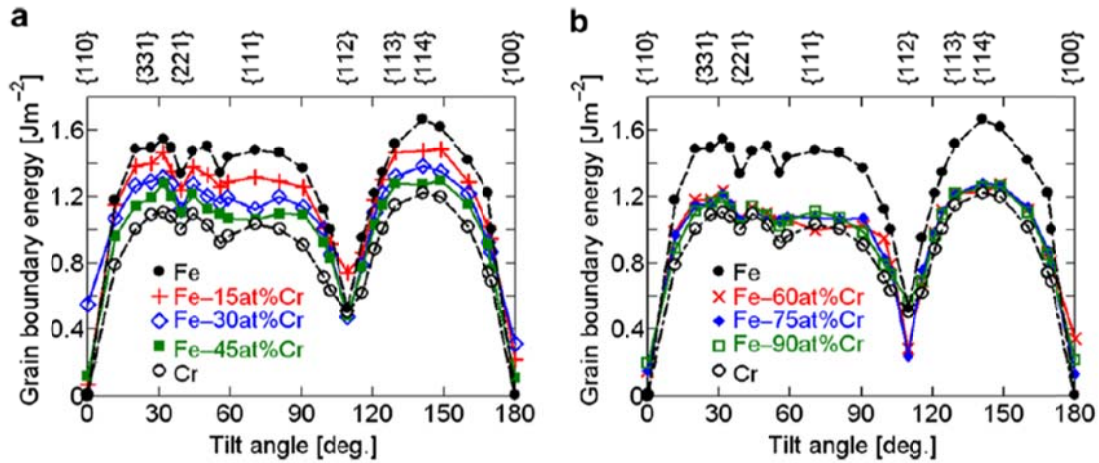 a
{110} {331} {221} {111} {112} {113} {114} {100}
Grain boundary energy [Jm⁻²]
1.6
1.2
0.8
0.4
0
Fe
Fe–15at%Cr
Fe–30at%Cr
Fe–45at%Cr
Cr
0 30 60 90 120 150 180
Tilt angle [deg.]
b
{110} {331} {221} {111} {112} {113} {114} {100}
Grain boundary energy [Jm⁻²]
1.6
1.2
0.8
0.4
0
Fe
Fe–60at%Cr
Fe–75at%Cr
Fe–90at%Cr
Cr
0 30 60 90 120 150 180
Tilt angle [deg.]